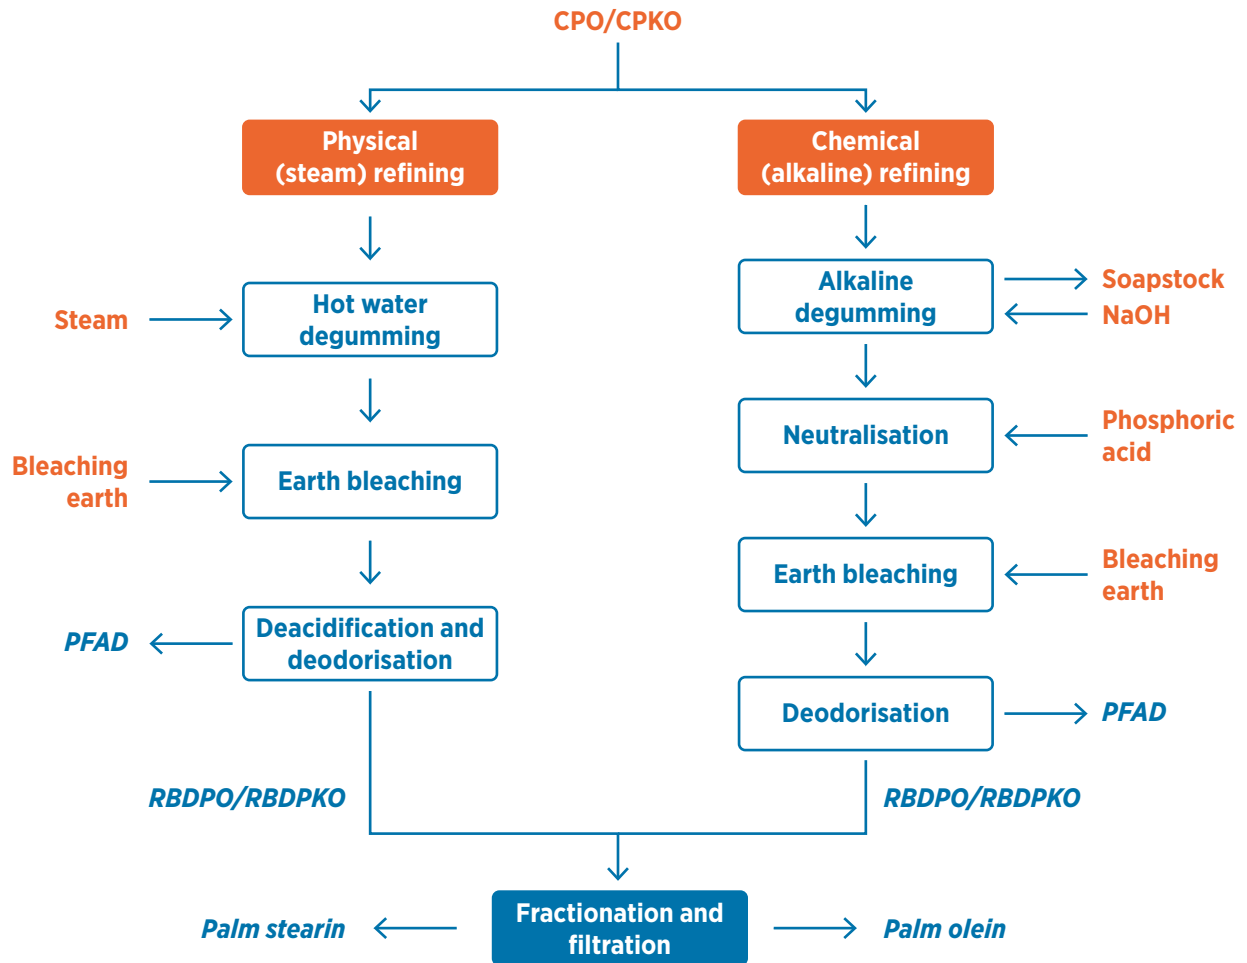 CPO/CPKO
Physical
(steam) refining
Chemical
(alkaline) refining
Steam
Hot water
degumming
Alkaline
degumming
Soapstock
NaOH
Bleaching
earth
Earth bleaching
Neutralisation
Phosphoric
acid
Earth bleaching
Bleaching
earth
PFAD
Deacidification and
deodorisation
Deodorisation
PFAD
RBDPO/RBDPKO
RBDPO/RBDPKO
Palm stearin
Fractionation and
filtration
Palm olein